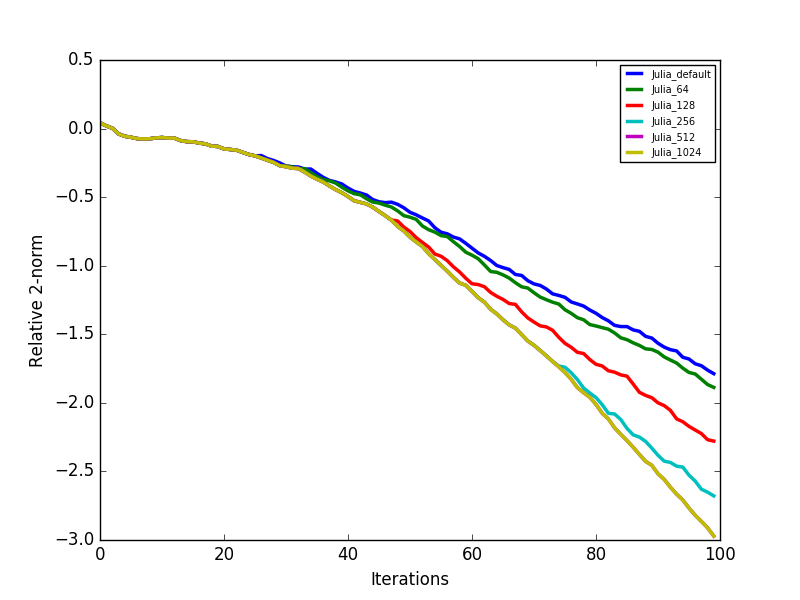 0.5
0.0
−0.5
−1.0
−1.5
−2.0
−2.5
−3.0
Relative 2-norm
0 20 40 60 80 100
Iterations
Julia_default
Julia_64
Julia_128
Julia_256
Julia_512
Julia_1024